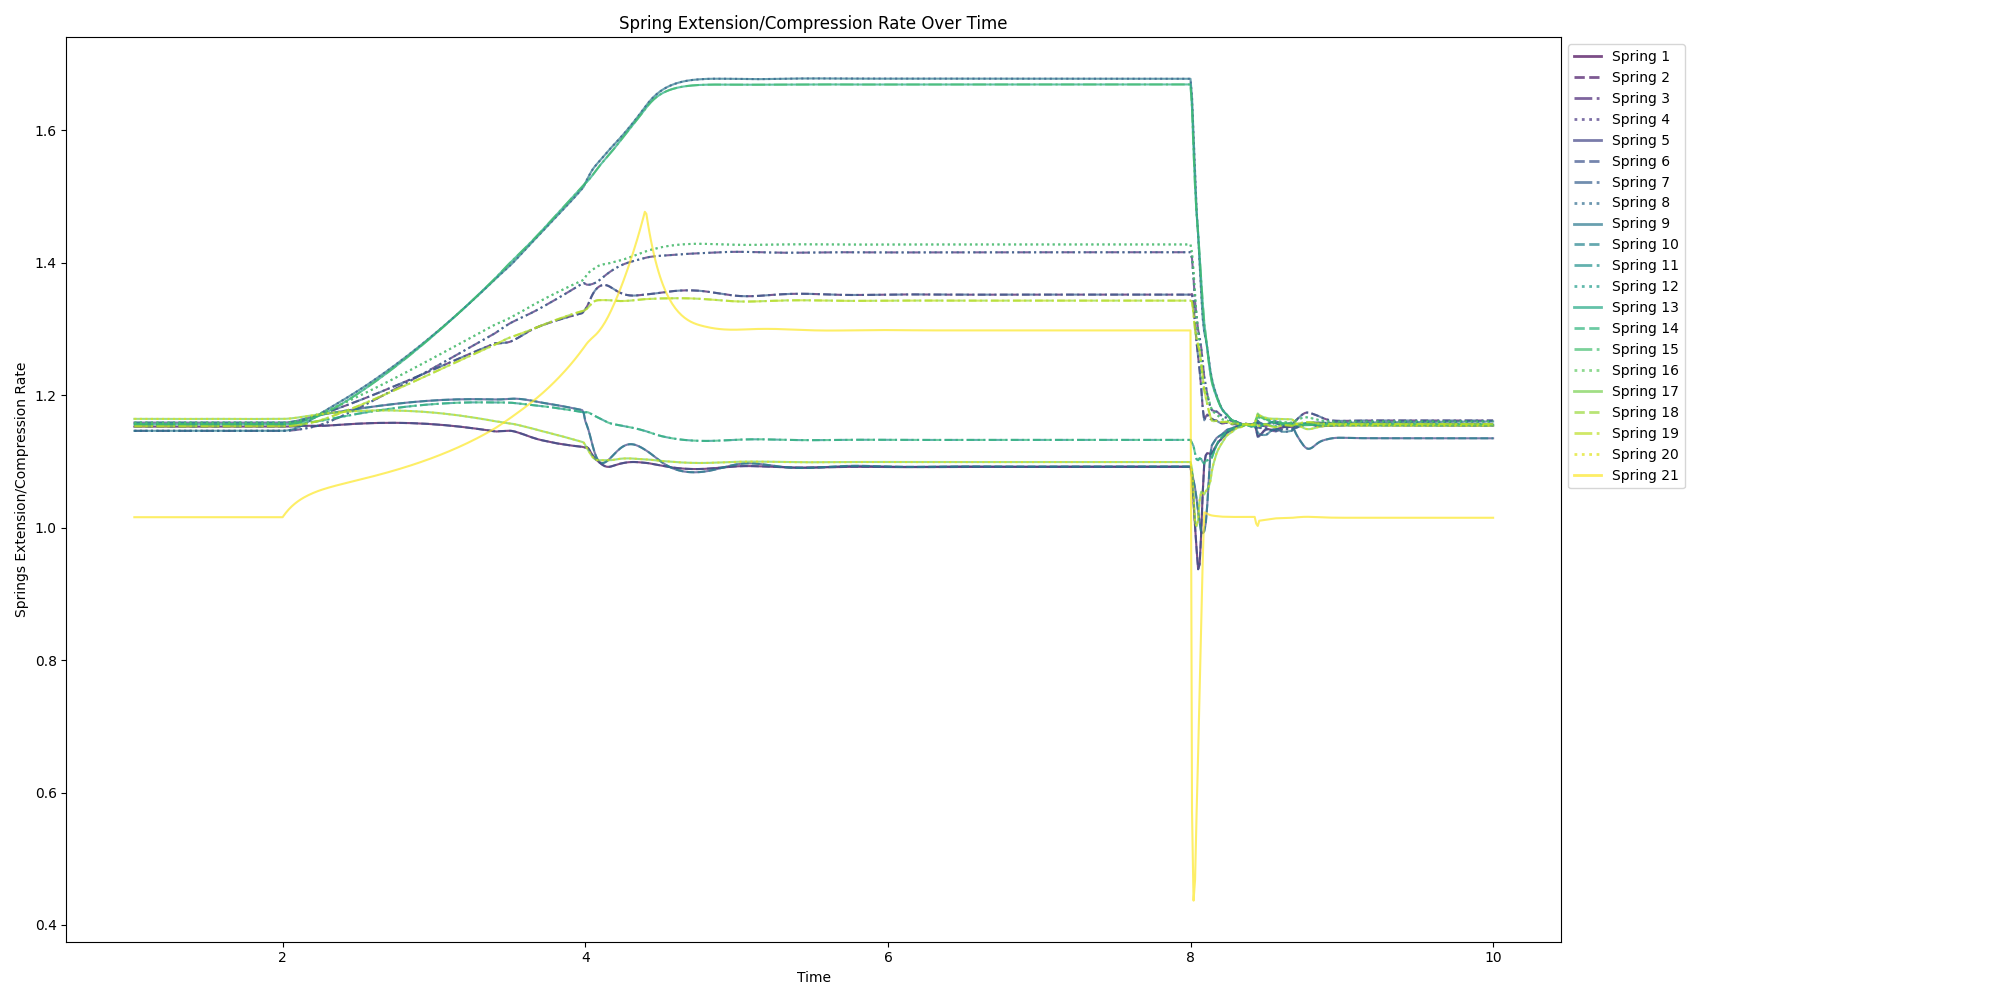 Spring Extension/Compression Rate Over Time
Springs Extension/Compression Rate
1.6
1.4
1.2
1.0
0.8
0.6
0.4
2
4
6
8
10
Time
Spring 1
Spring 2
Spring 3
Spring 4
Spring 5
Spring 6
Spring 7
Spring 8
Spring 9
Spring 10
Spring 11
Spring 12
Spring 13
Spring 14
Spring 15
Spring 16
Spring 17
Spring 18
Spring 19
Spring 20
Spring 21